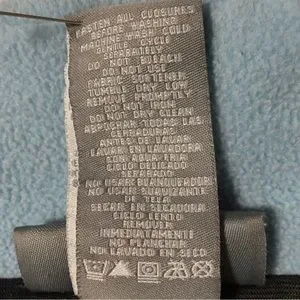 FASTEN ALL CLOSURES
BEFORE WASHING
MACHINE WASH COLD
GENTLE CYCLE
SEPARATELY
DO NOT BLEACH
DO NOT USE
FABRIC SOFTENER
TUMBLE DRY LOW
REMOVE PROMPTLY
DO NOT IRON
DO NOT DRY CLEAN
ABROCHAR TODAS LAS
CERRADURAS
ANTES DE LAVAR
LAVAR EN LAVADORA
CON AGUA FRIA
CICLO DELICADO
SEPARADO
NO USAR BLANQUEADOR
NO USAR SUAVIZANTE
DE TELA
SECAR EN SECADORA
CICLO LENTO
REMOVER
INMEDIATAMENTE
NO PLANCHAR
NO LAVADO EN SECO